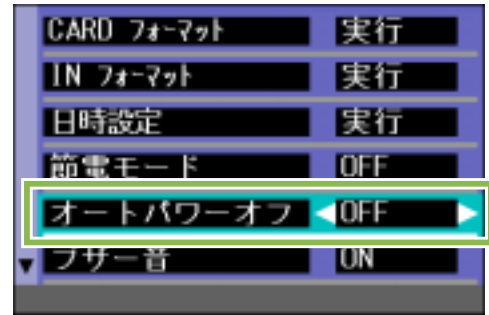 CARD フォーマット 実行
IN フォーマット 実行
日時設定 実行
節電モード OFF
オートパワーオフ OFF
ブザー音 ON